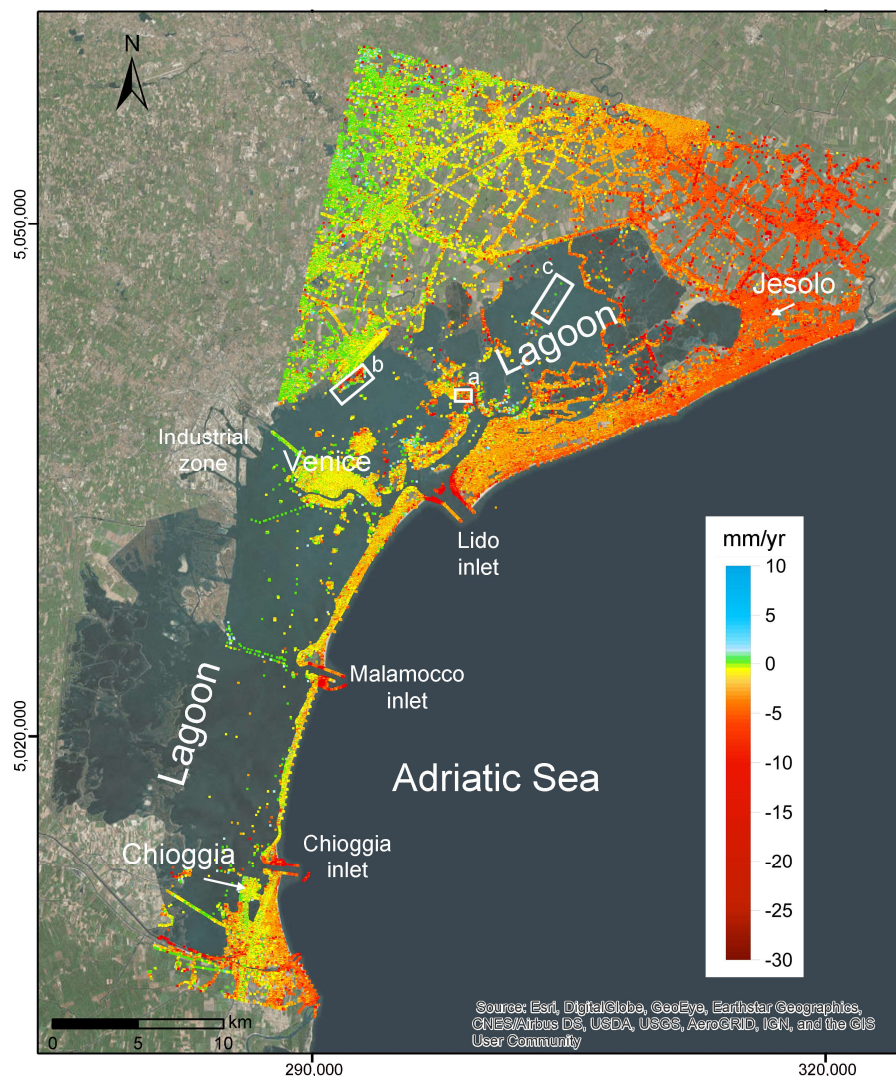 N
5,050,000
c
Jesolo
Lagoon
b
a
Industrial
zone
Venice
Lido
inlet
mm/yr
10
5
0
-5
-10
-15
-20
-25
-30
Malamocco
inlet
Lagoon
5,020,000
Adriatic Sea
Chioggia
inlet
Chioggia
km
0 5 10
Source: Esri, DigitalGlobe, GeoEye, Earthstar Geographics,
CNES/Airbus DS, USDA, USGS, AeroGRID, IGN, and the GIS
User Community
290,000 320,000